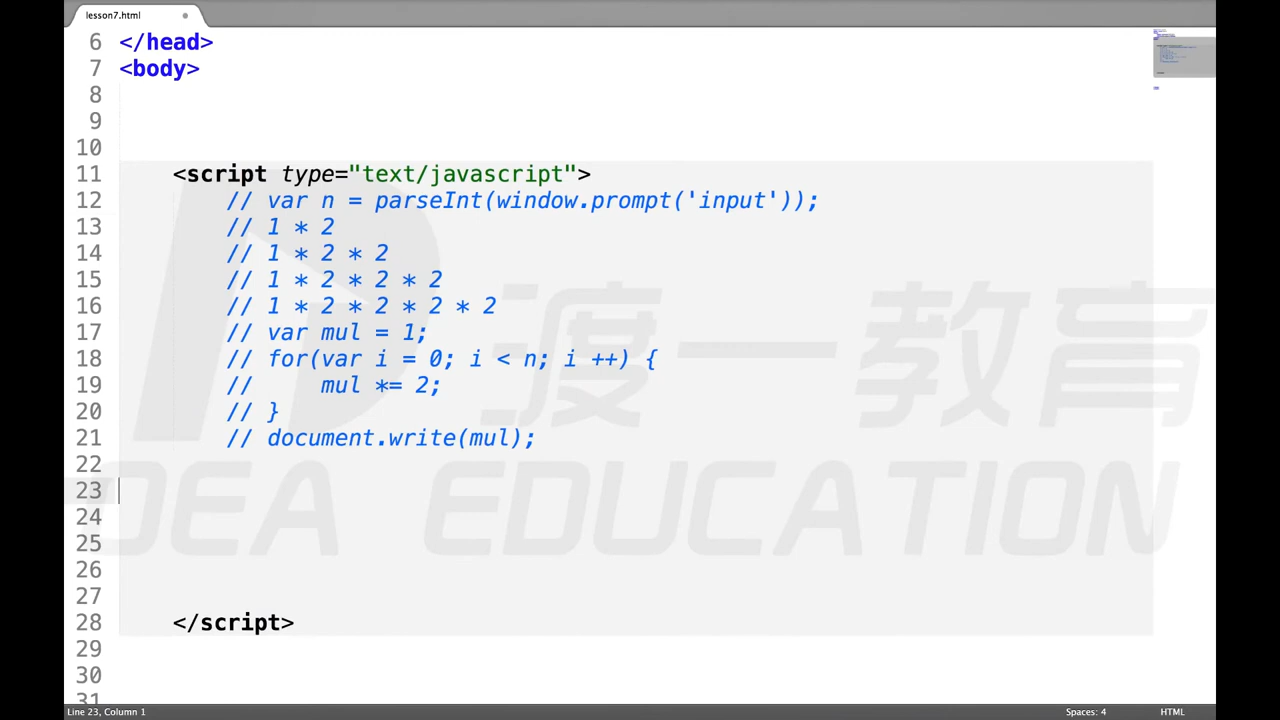 lesson7.html
6 </head>
7 <body>
8
9
10
11 <script type="text/javascript">
12 // var n = parseInt(window.prompt('input'));
13 // 1 * 2
14 // 1 * 2 * 2
15 // 1 * 2 * 2 * 2
16 // 1 * 2 * 2 * 2 * 2
17 // var mul = 1;
18 // for(var i = 0; i < n; i ++) {
19 //     mul *= 2;
20 // }
21 // document.write(mul);
22
23
24
25
26
27
28 </script>
29
30
31
渡一教育
DEA EDUCATION
Line 23, Column 1
Spaces: 4
HTML